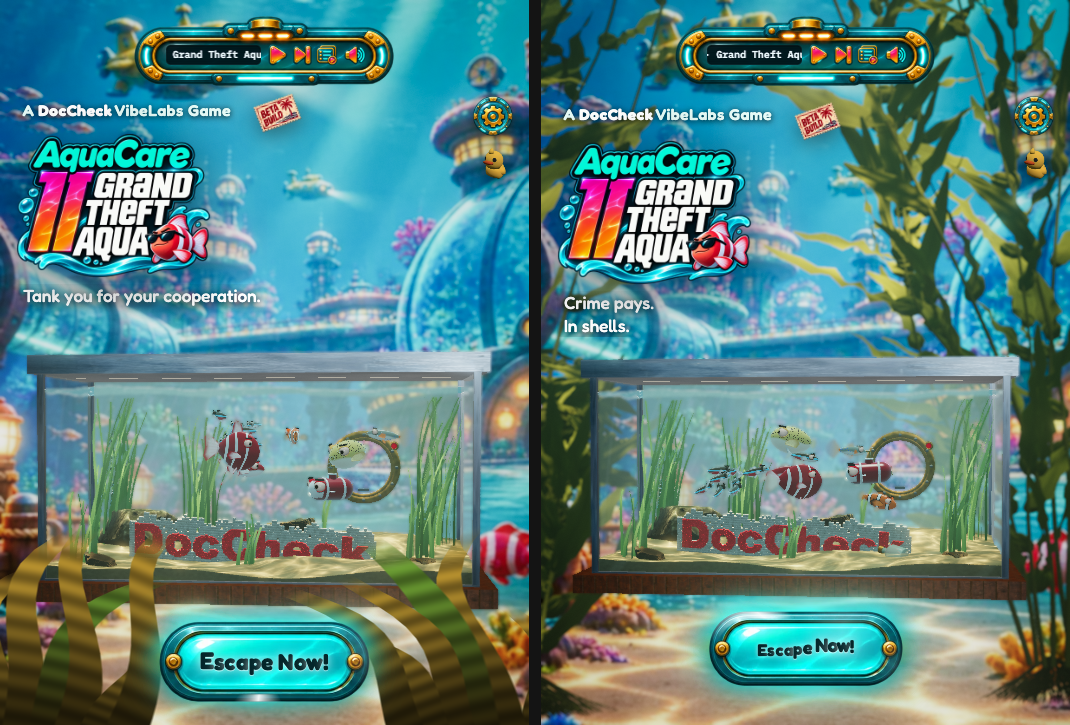 Grand Theft Aqu
A DocCheck VibeLabs Game
BETA BUILD
AquaCare
11 GRAND
THEFT
AQUA
Tank you for your cooperation.
DocCheck
Escape Now!
Grand Theft Aqu
A DocCheck VibeLabs Game
BETA BUILD
AquaCare
11 GRAND
THEFT
AQUA
Crime pays.
In shells.
DocCheck
Escape Now!